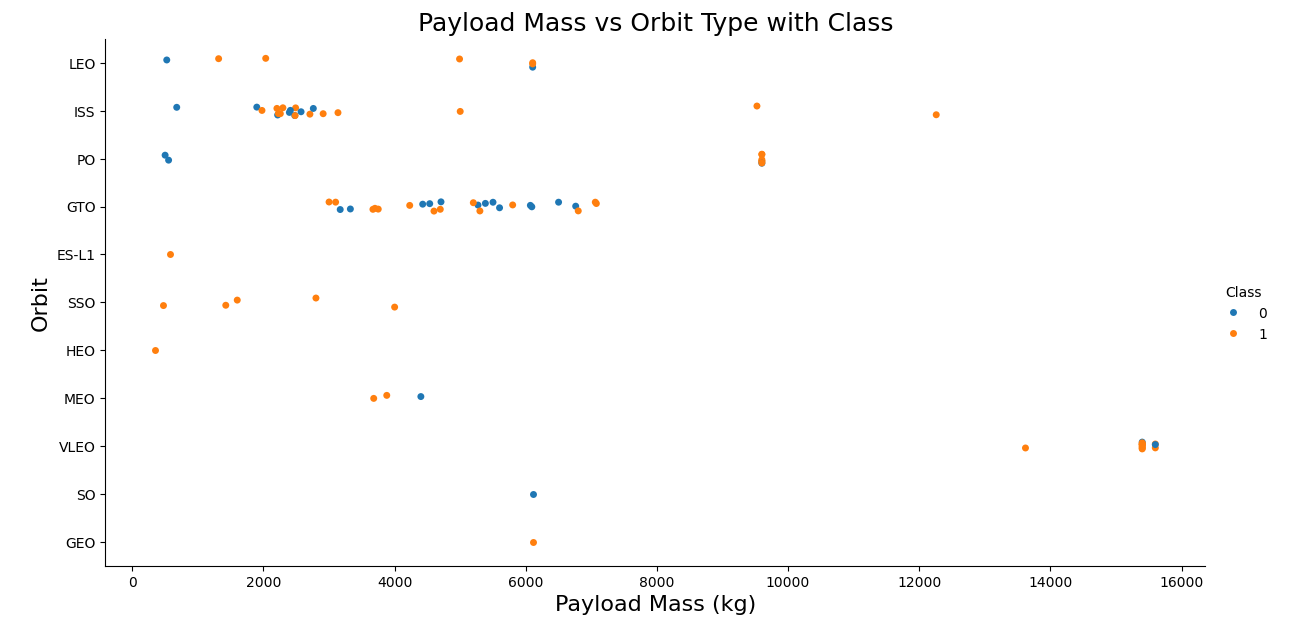 Payload Mass vs Orbit Type with Class
LEO
ISS
PO
GTO
ES-L1
SSO
HEO
MEO
VLEO
SO
GEO
Orbit
0 2000 4000 6000 8000 10000 12000 14000 16000
Payload Mass (kg)
Class
0
1